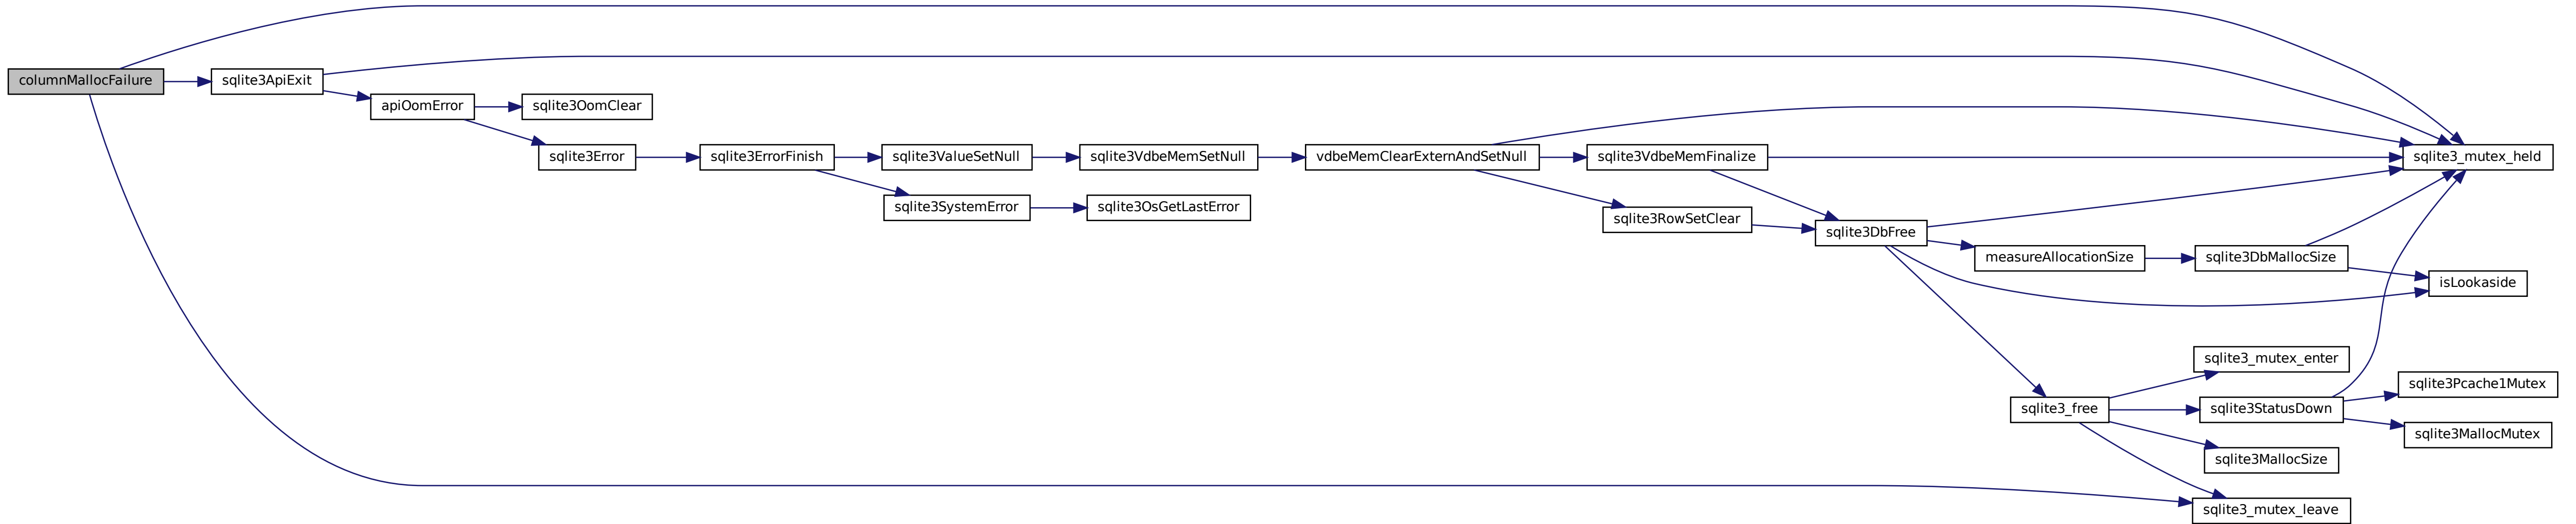 columnMallocFailure
sqlite3ApiExit
apiOomError
sqlite3OomClear
sqlite3Error
sqlite3ErrorFinish
sqlite3ValueSetNull
sqlite3VdbeMemSetNull
vdbeMemClearExternAndSetNull
sqlite3VdbeMemFinalize
sqlite3_mutex_held
sqlite3SystemError
sqlite3OsGetLastError
sqlite3RowSetClear
sqlite3DbFree
measureAllocationSize
sqlite3DbMallocSize
isLookaside
sqlite3_mutex_enter
sqlite3Pcache1Mutex
sqlite3_free
sqlite3StatusDown
sqlite3MallocMutex
sqlite3MallocSize
sqlite3_mutex_leave